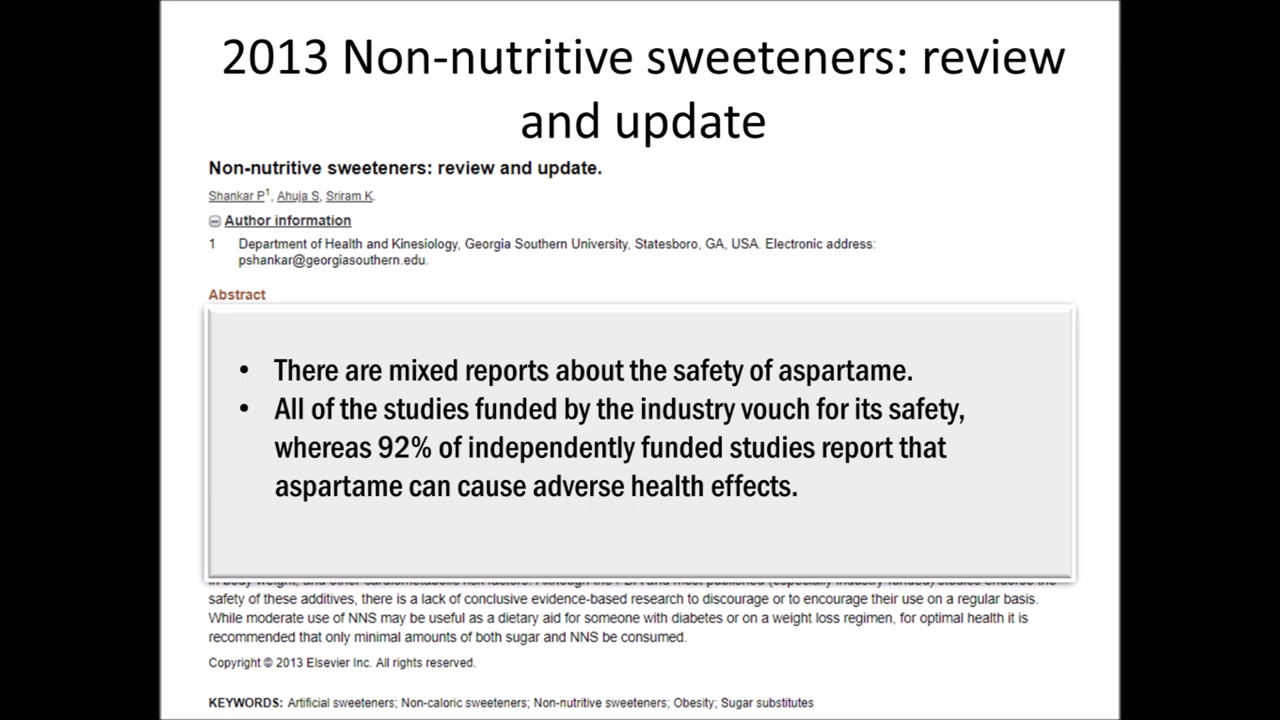 2013 Non-nutritive sweeteners: review
and update
Non-nutritive sweeteners: review and update.
Shankar P1, Ahuja S, Sriram K.
Author information
1 Department of Health and Kinesiology, Georgia Southern University, Statesboro, GA, USA. Electronic address:
pshankar@georgiasouthern.edu.
Abstract
• There are mixed reports about the safety of aspartame.
• All of the studies funded by the industry vouch for its safety,
whereas 92% of independently funded studies report that
aspartame can cause adverse health effects.
safety of these additives, there is a lack of conclusive evidence-based research to discourage or to encourage their use on a regular basis.
While moderate use of NNS may be useful as a dietary aid for someone with diabetes or on a weight loss regimen, for optimal health it is
recommended that only minimal amounts of both sugar and NNS be consumed.
Copyright © 2013 Elsevier Inc. All rights reserved.
KEYWORDS: Artificial sweeteners; Non-caloric sweeteners; Non-nutritive sweeteners; Obesity; Sugar substitutes